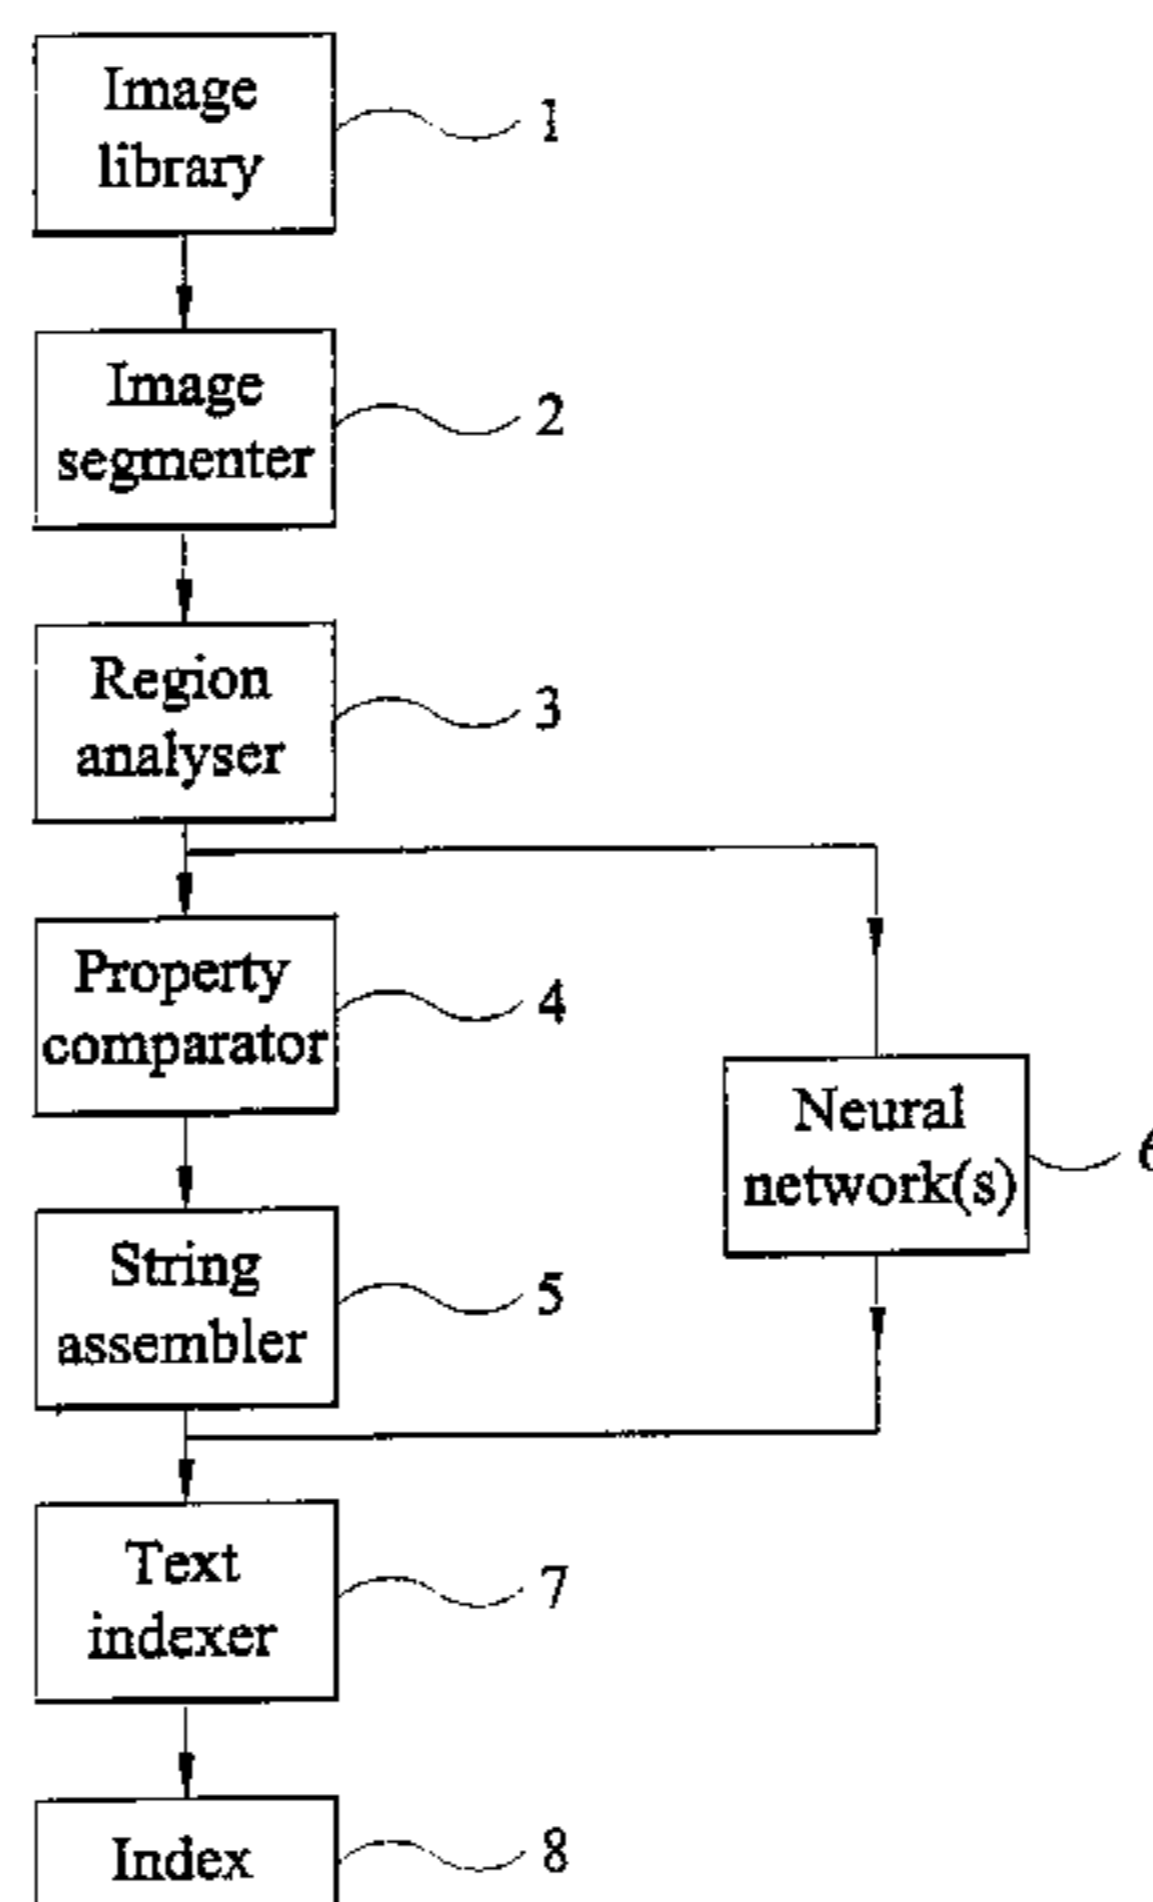 Image
library
1
Image
segmenter
2
Region
analyser
3
Property
comparator
4
Neural
network(s)
6
String
assembler
5
Text
indexer
7
Index
8